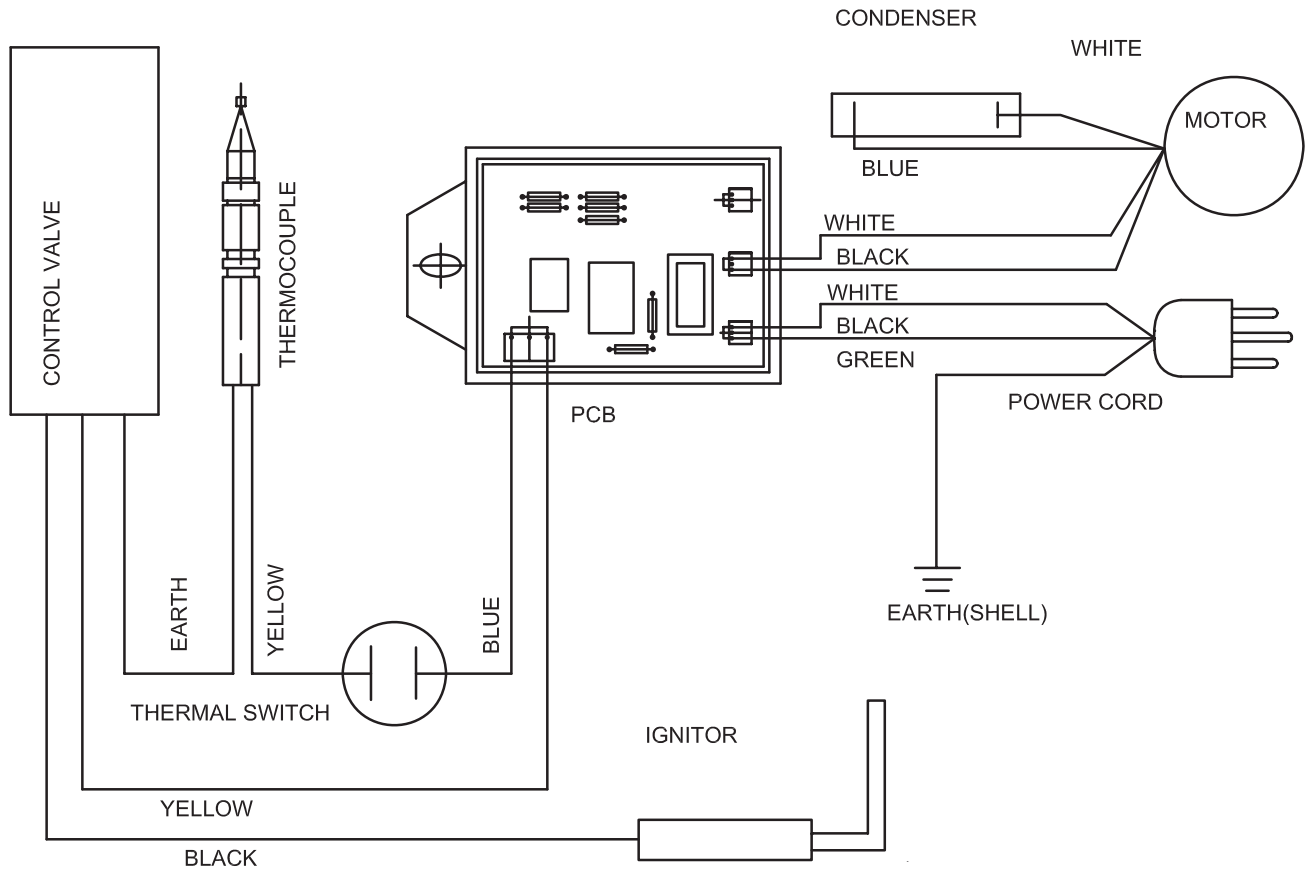 CONDENSER
WHITE
MOTOR
BLUE
WHITE
BLACK
WHITE
BLACK
GREEN
POWER CORD
EARTH(SHELL)
CONTROL VALVE
THERMOCOUPLE
PCB
EARTH
YELLOW
BLUE
THERMAL SWITCH
IGNITOR
YELLOW
BLACK